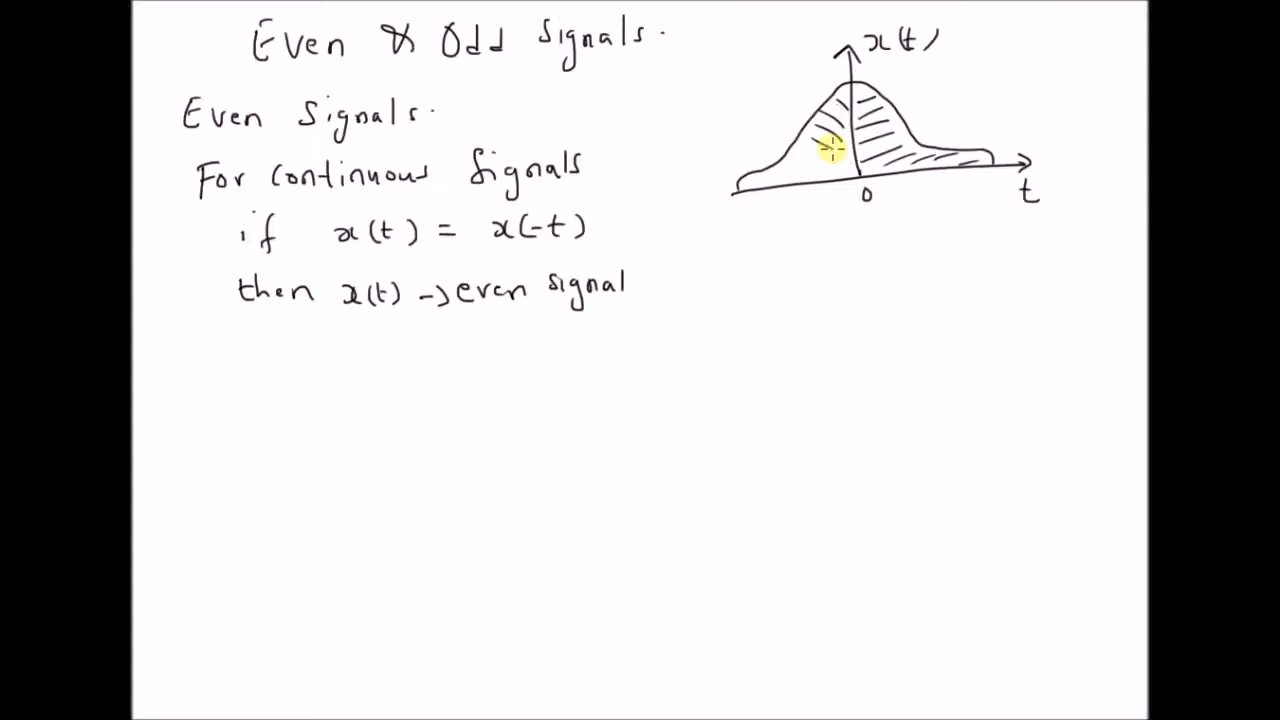 Even & Odd Signals.
Even Signals.
For continuous Signals
if x(t) = x(-t)
then x(t) → even signal
x(t)
0
t